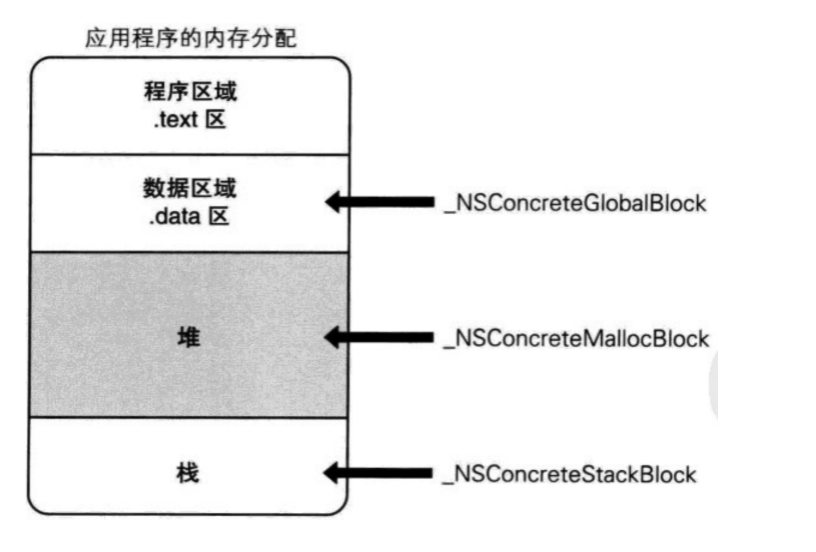 应用程序的内存分配
程序区域
.text 区
数据区域
.data 区
_NSConcreteGlobalBlock
堆
_NSConcreteMallocBlock
栈
_NSConcreteStackBlock